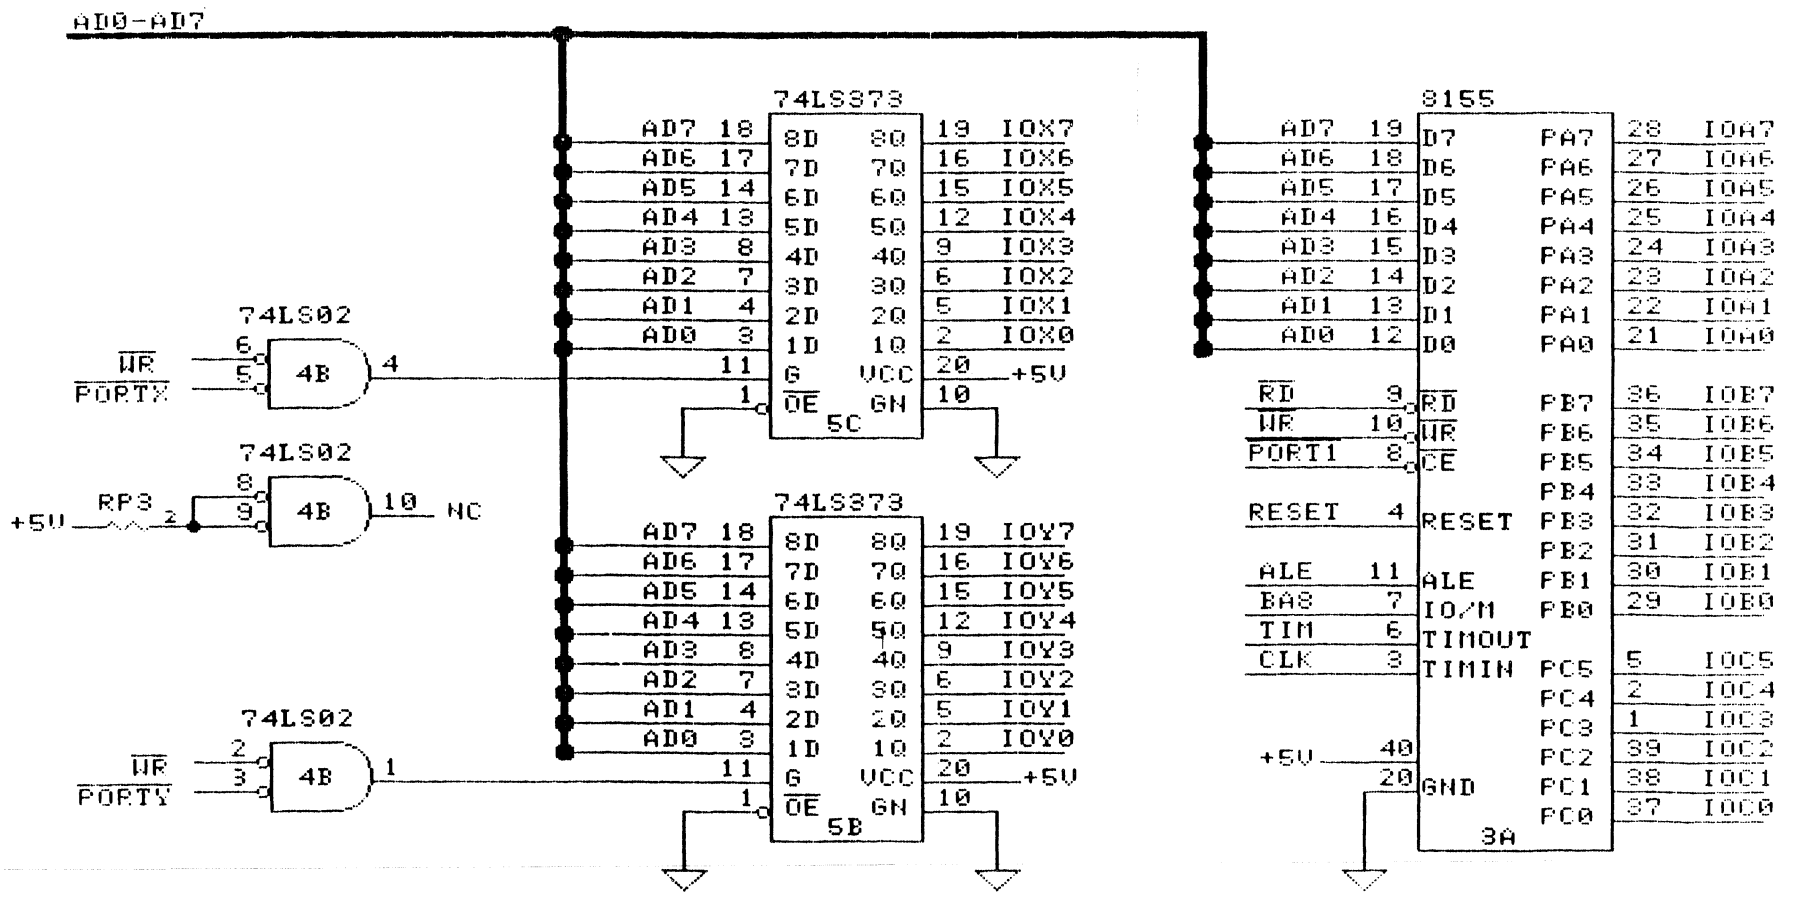 AD0-AD7
74LS373
AD7 18 8D 8Q 19 IOX7
AD6 17 7D 7Q 16 IOX6
AD5 14 6D 6Q 15 IOX5
AD4 13 5D 5Q 12 IOX4
AD3 8 4D 4Q 9 IOX3
AD2 7 3D 3Q 6 IOX2
AD1 4 2D 2Q 5 IOX1
AD0 3 1D 1Q 2 IOX0
11 G VCC 20 +5V
1 OE GN 10
5C
74LS02
WR 6
PORTX 5
4B 4
74LS02
+5V RP3 2
8
9
4B 10 NC
74LS373
AD7 18 8D 8Q 19 IOY7
AD6 17 7D 7Q 16 IOY6
AD5 14 6D 6Q 15 IOY5
AD4 13 5D 5Q 12 IOY4
AD3 8 4D 4Q 9 IOY3
AD2 7 3D 3Q 6 IOY2
AD1 4 2D 2Q 5 IOY1
AD0 3 1D 1Q 2 IOY0
11 G VCC 20 +5V
1 OE GN 10
5B
74LS02
WR 2
PORTY 3
4B 1
8155
AD7 19 D7 PA7 28 IOA7
AD6 18 D6 PA6 27 IOA6
AD5 17 D5 PA5 26 IOA5
AD4 16 D4 PA4 25 IOA4
AD3 15 D3 PA3 24 IOA3
AD2 14 D2 PA2 23 IOA2
AD1 13 D1 PA1 22 IOA1
AD0 12 D0 PA0 21 IOA0
RD 9 RD PB7 36 IOB7
WR 10 WR PB6 35 IOB6
PORT1 8 CE PB5 34 IOB5
PB4 33 IOB4
RESET 4 RESET PB3 32 IOB3
PB2 31 IOB2
ALE 11 ALE PB1 30 IOB1
BA8 7 IO/M PB0 29 IOB0
TIM 6 TIMOUT
CLK 3 TIMIN PC5 5 IOC5
PC4 2 IOC4
PC3 1 IOC3
+5V 40 PC2 39 IOC2
20 GND PC1 38 IOC1
PC0 37 IOC0
3A